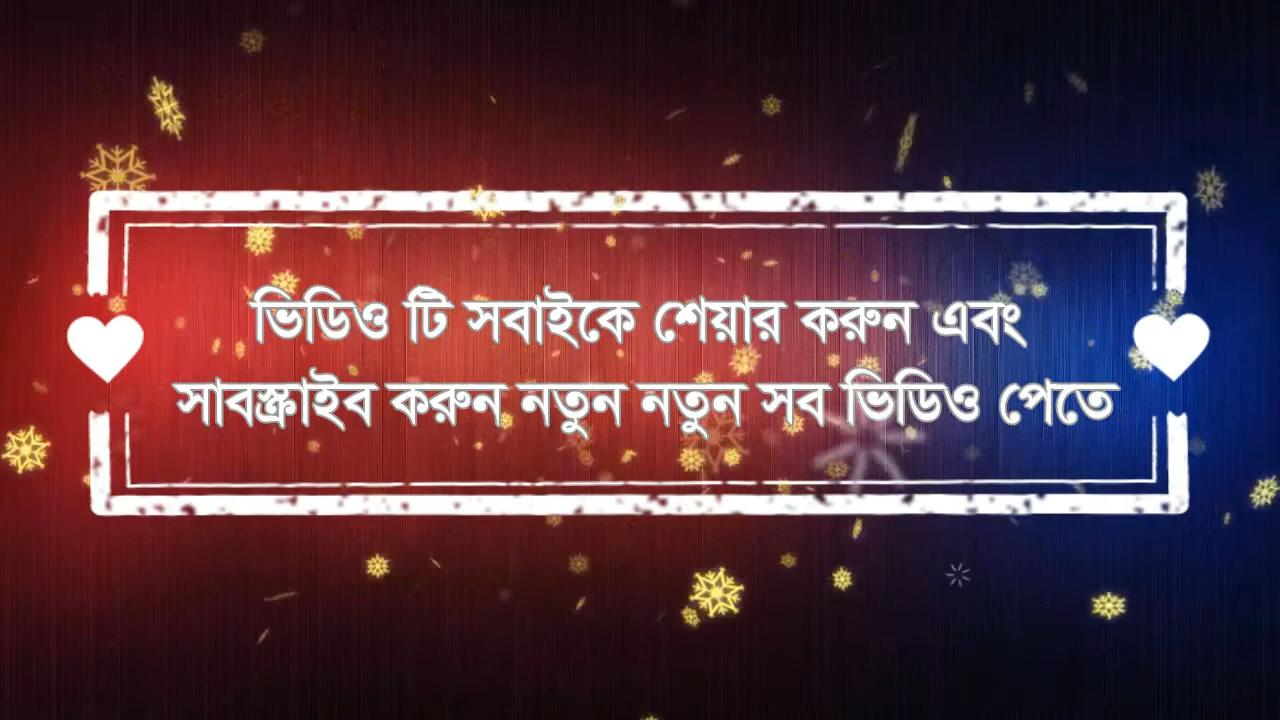 ভিডিও টি সবাইকে শেয়ার করুন এবং
সাবস্ক্রাইব করুন নতুন নতুন সব ভিডিও পেতে